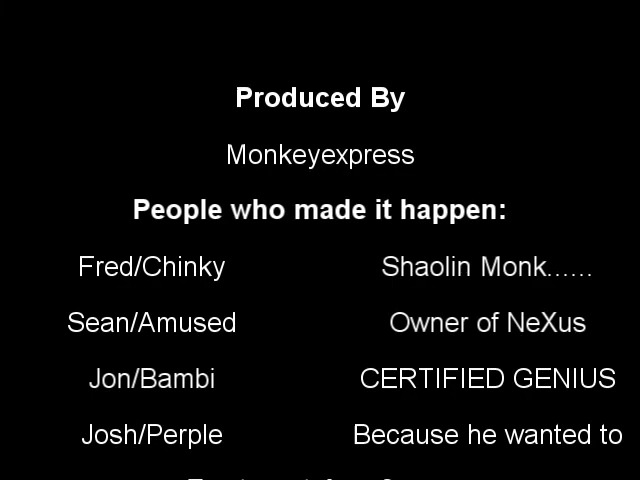 Produced By
Monkeyexpress
People who made it happen:
Fred/Chinky Shaolin Monk......
Sean/Amused Owner of NeXus
Jon/Bambi CERTIFIED GENIUS
Josh/Perple Because he wanted to